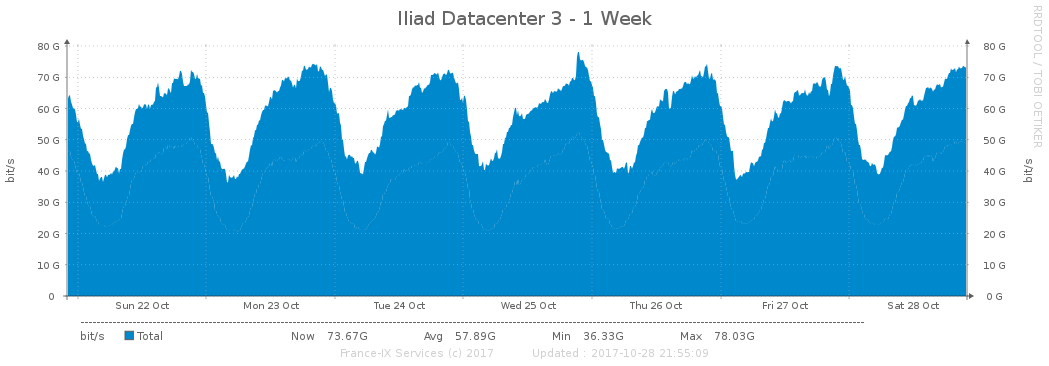 Iliad Datacenter 3 - 1 Week
RRDTOOL / TOBI OETIKER
80 G 80 G
70 G 70 G
60 G 60 G
50 G 50 G
40 G 40 G
30 G 30 G
20 G 20 G
10 G 10 G
0 0 G
bit/s bit/s
Sun 22 Oct Mon 23 Oct Tue 24 Oct Wed 25 Oct Thu 26 Oct Fri 27 Oct Sat 28 Oct
bit/s Total Now 73.67G Avg 57.89G Min 36.33G Max 78.03G
France-IX Services (c) 2017 Updated : 2017-10-28 21:55:09